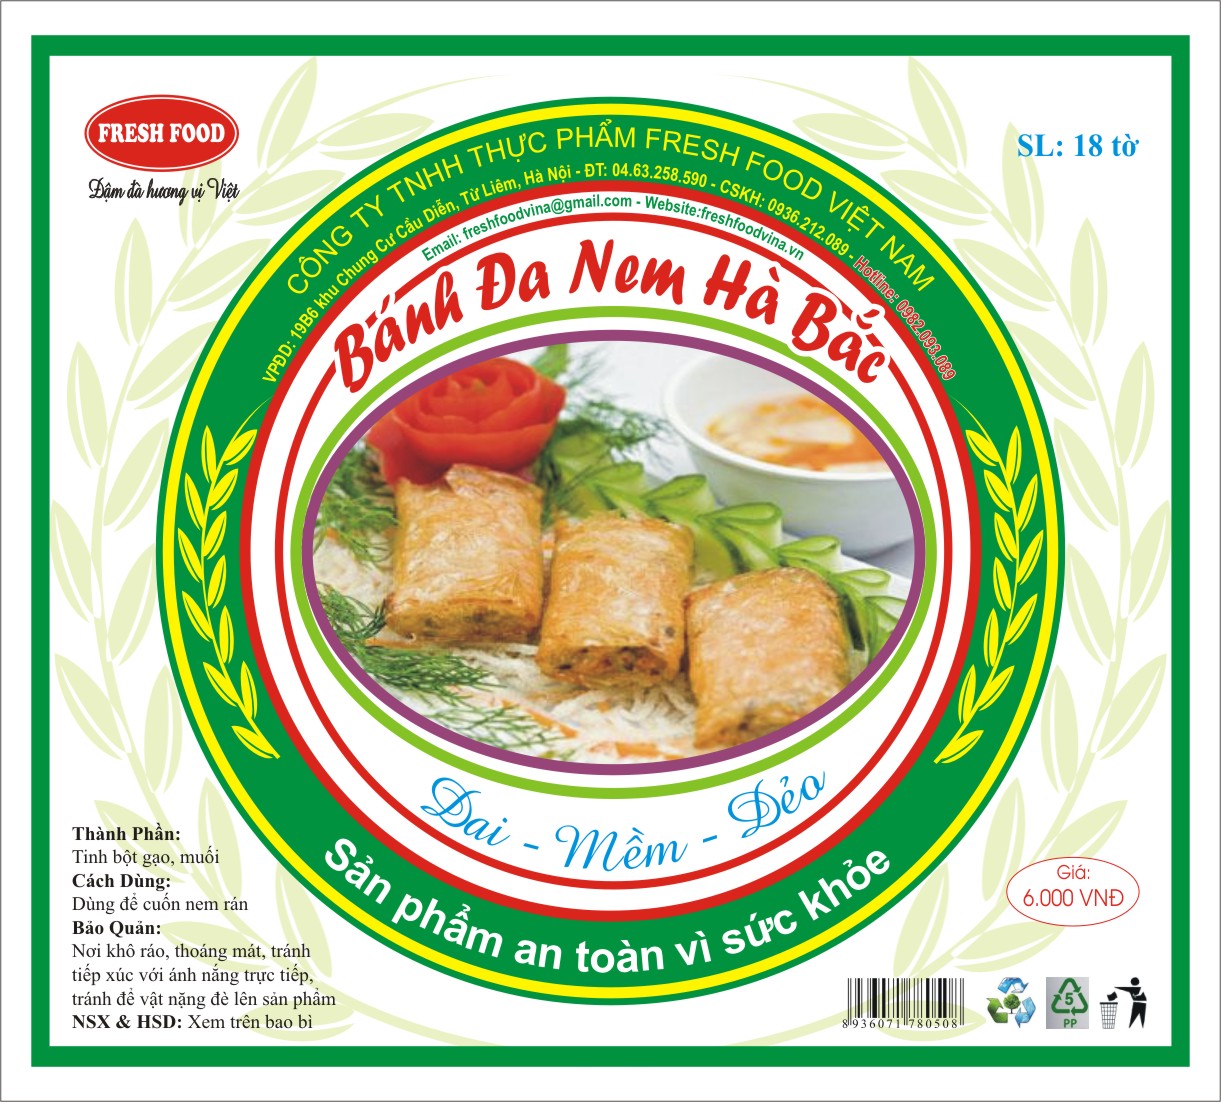 FRESH FOOD
Đậm đà hương vị Việt
SL: 18 tờ
CÔNG TY TNHH THỰC PHẨM FRESH FOOD VIỆT NAM
VPĐD: 19B6 khu Chung Cư Cầu Diễn, Từ Liêm, Hà Nội - ĐT: 04.63.258.590 - CSKH: 0936.212.089 - Hotline: 0982.093.089
Email: freshfoodvina@gmail.com - Website:freshfoodvina.vn
Bánh Đa Nem Hà Bắc
Dai - Mềm - Dẻo
Sản phẩm an toàn vì sức khỏe
Thành Phần:
Tinh bột gạo, muối
Cách Dùng:
Dùng để cuốn nem rán
Bảo Quản:
Nơi khô ráo, thoáng mát, tránh
tiếp xúc với ánh nắng trực tiếp,
tránh để vật nặng đè lên sản phẩm
NSX & HSD: Xem trên bao bì
Giá:
6.000 VNĐ
8 936071 780508
5
PP